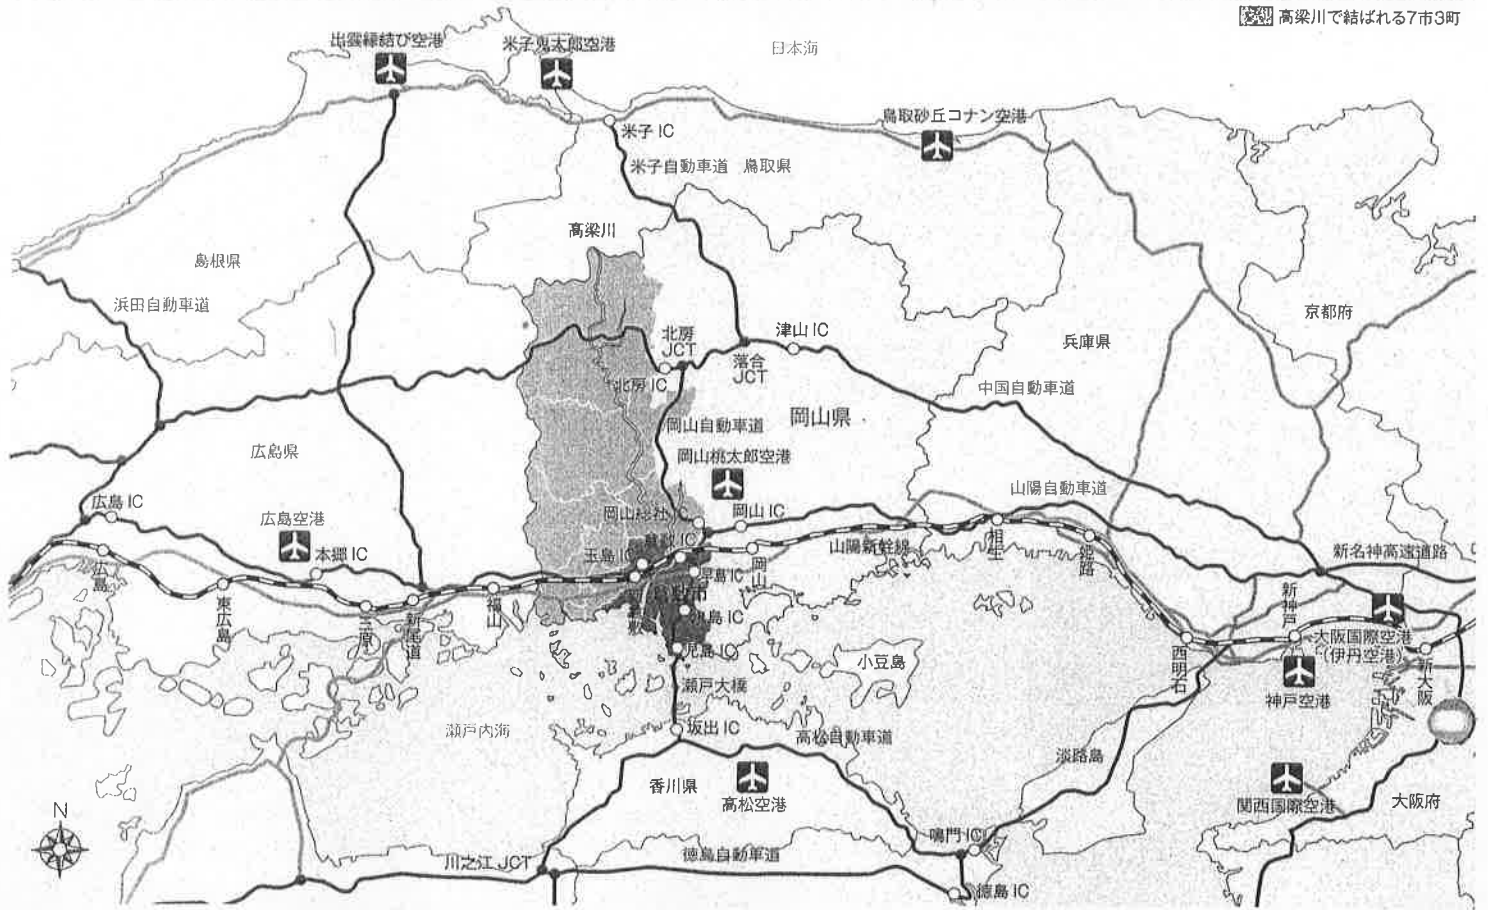 高梁川で結ばれる7市3町
出雲縁結び空港
米子鬼太郎空港
日本海
鳥取砂丘コナン空港
米子 IC
米子自動車道
鳥取県
高梁川
島根県
浜田自動車道
京都府
北房
JCT
津山 IC
兵庫県
落合
JCT
北房 IC
中国自動車道
岡山県
岡山自動車道
広島県
岡山桃太郎空港
山陽自動車道
広島 IC
広島空港
岡山総社 IC
岡山 IC
本郷 IC
玉島 IC
山陽新幹線
相生
姫路
新名神高速道路
広島
岡山
早島 IC
東広島
三原
新尾道
福山
新神戸
大阪国際空港
(伊丹空港)
新大阪
児島 IC
小豆島
西明石
神戸空港
瀬戸大橋
瀬戸内海
坂出 IC
高松自動車道
淡路島
香川県
高松空港
関西国際空港
大阪府
N
鳴門 IC
川之江 JCT
徳島自動車道
徳島 IC